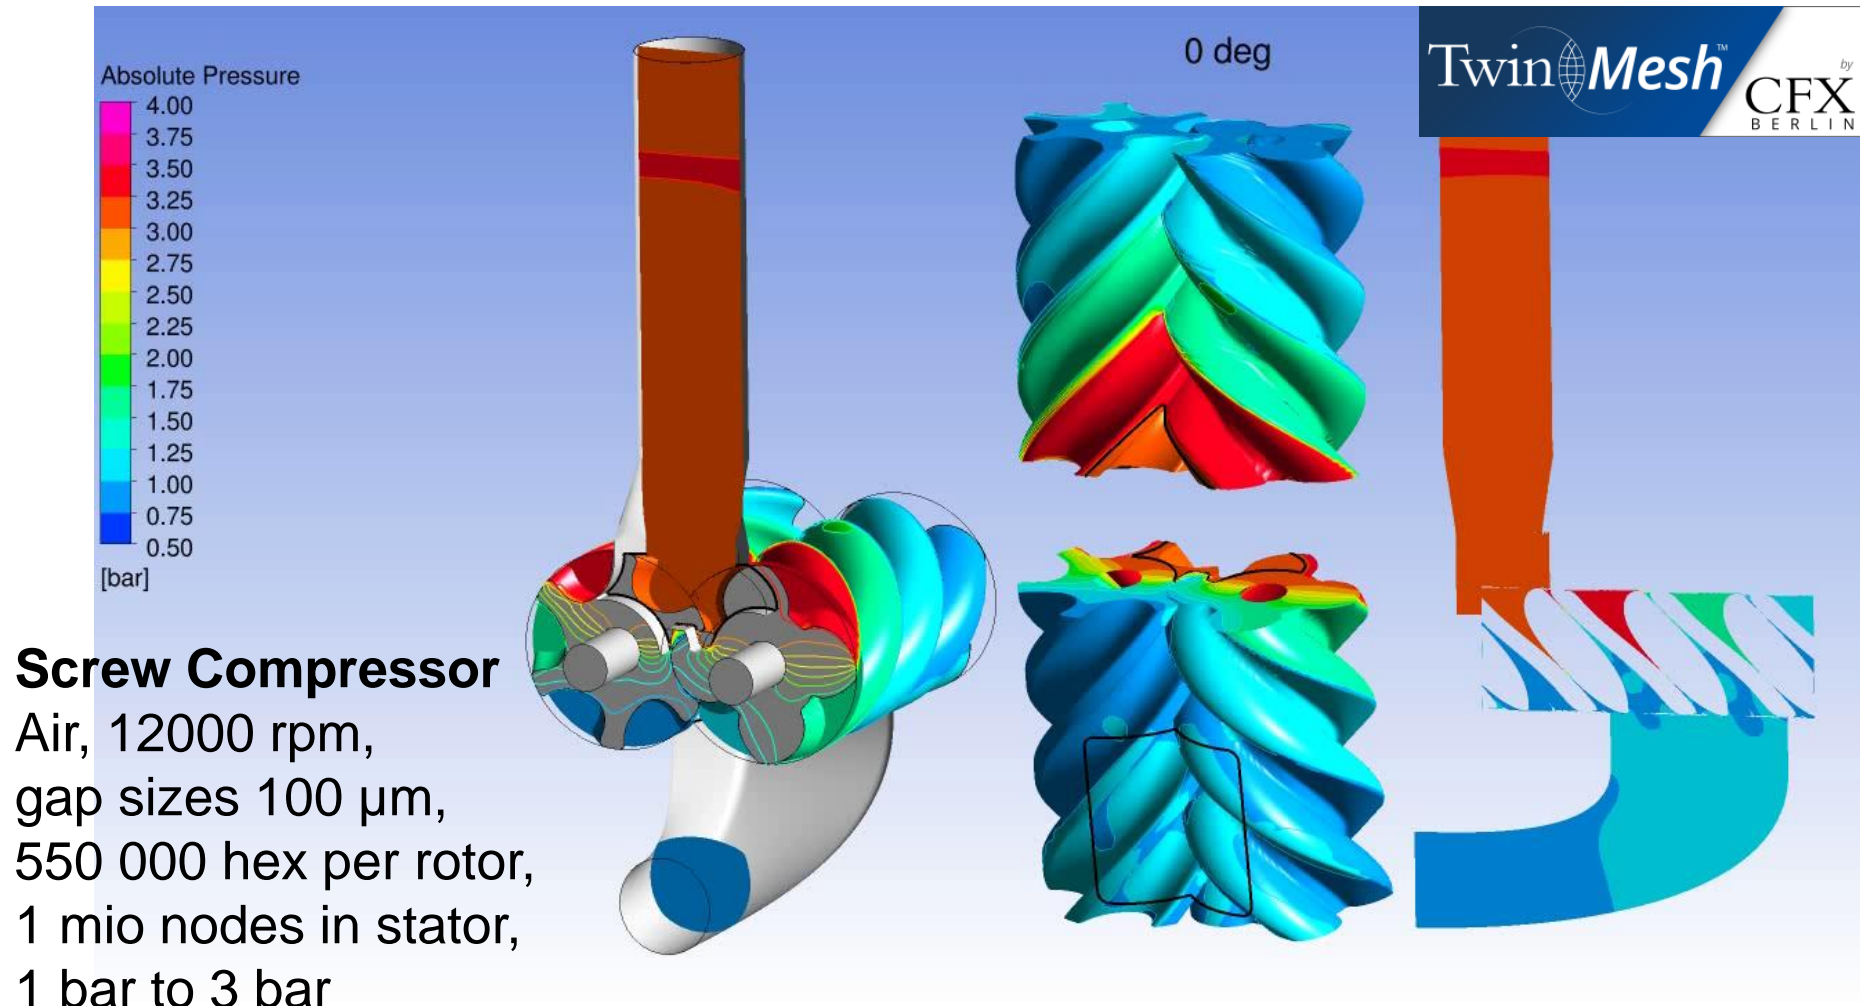 Absolute Pressure
4.00
3.75
3.50
3.25
3.00
2.75
2.50
2.25
2.00
1.75
1.50
1.25
1.00
0.75
0.50
[bar]
0 deg
TwinMesh™
by
CFX
BERLIN
Screw Compressor
Air, 12000 rpm,
gap sizes 100 µm,
550 000 hex per rotor,
1 mio nodes in stator,
1 bar to 3 bar